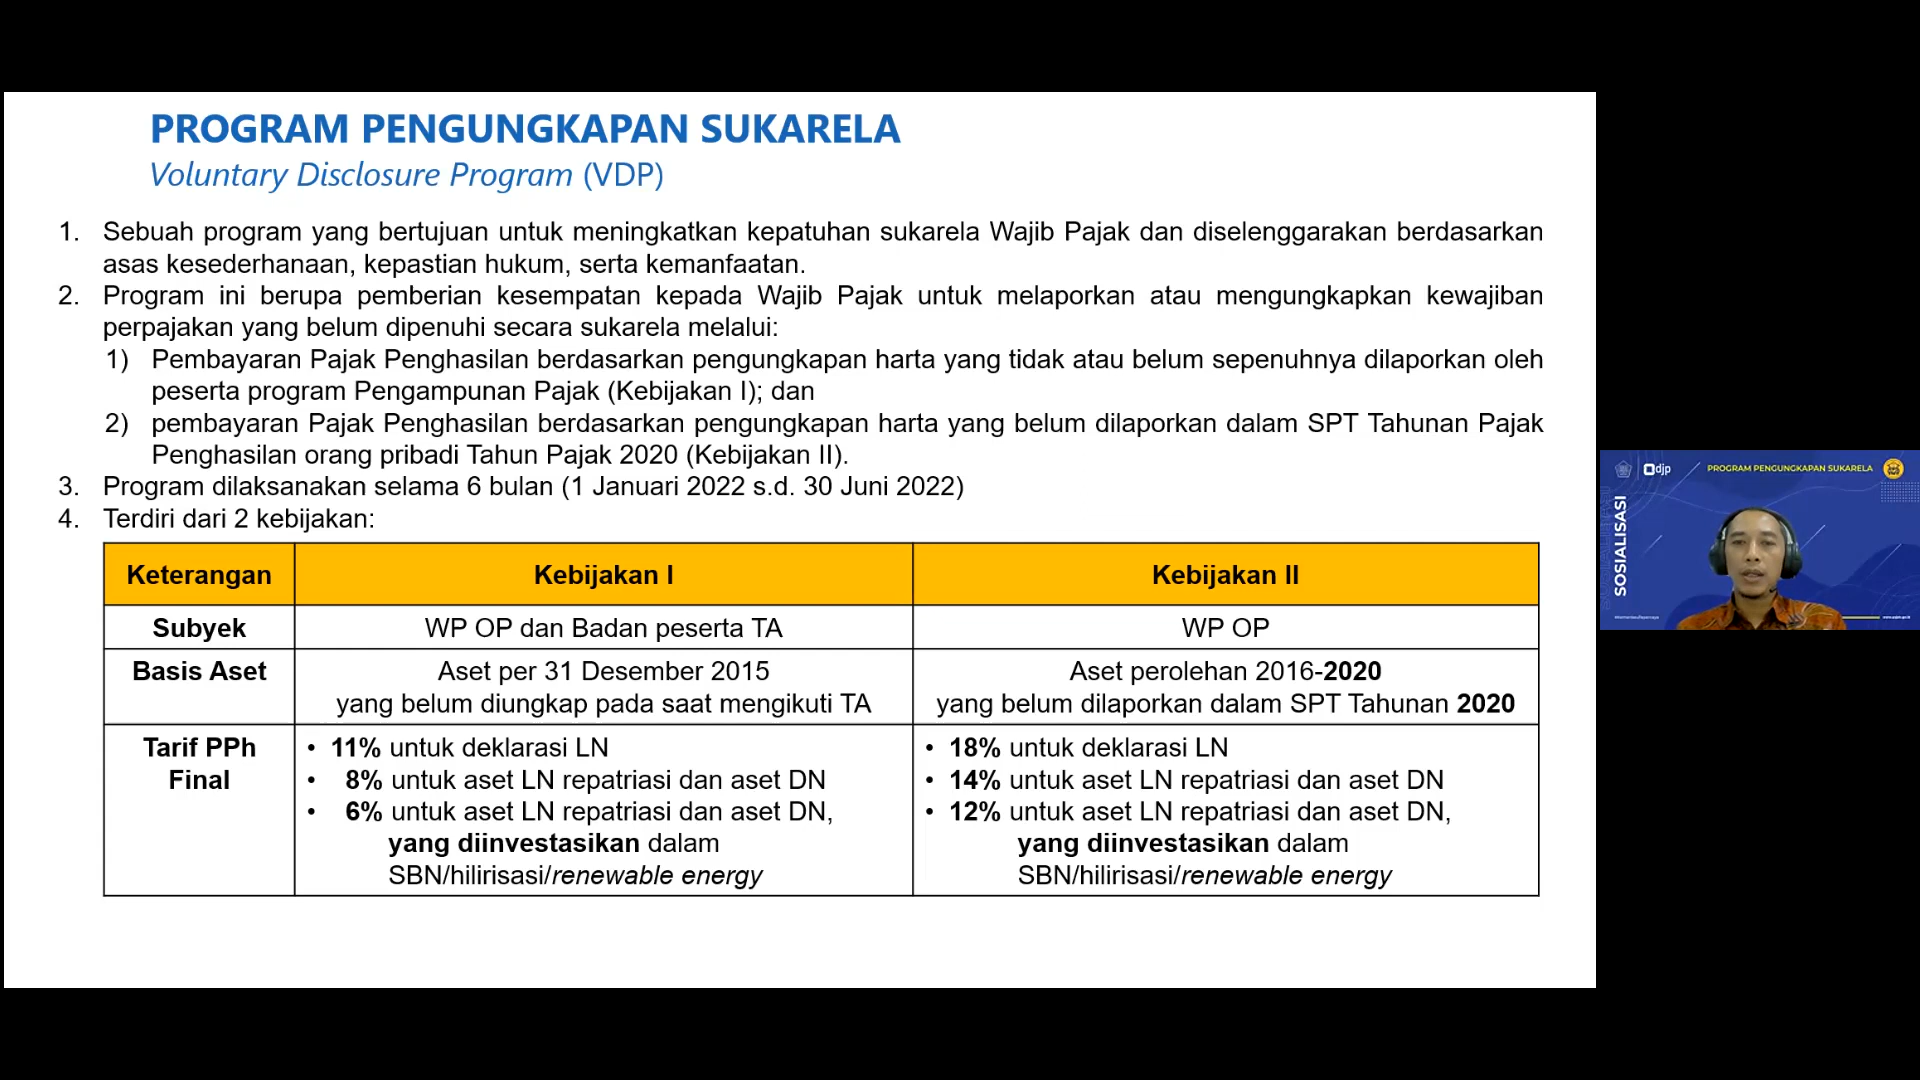 PROGRAM PENGUNGKAPAN SUKARELA
Voluntary Disclosure Program (VDP)
1. Sebuah program yang bertujuan untuk meningkatkan kepatuhan sukarela Wajib Pajak dan diselenggarakan berdasarkan
asas kesederhanaan, kepastian hukum, serta kemanfaatan.
2. Program ini berupa pemberian kesempatan kepada Wajib Pajak untuk melaporkan atau mengungkapkan kewajiban
perpajakan yang belum dipenuhi secara sukarela melalui:
1) Pembayaran Pajak Penghasilan berdasarkan pengungkapan harta yang tidak atau belum sepenuhnya dilaporkan oleh
peserta program Pengampunan Pajak (Kebijakan I); dan
2) pembayaran Pajak Penghasilan berdasarkan pengungkapan harta yang belum dilaporkan dalam SPT Tahunan Pajak
Penghasilan orang pribadi Tahun Pajak 2020 (Kebijakan II).
3. Program dilaksanakan selama 6 bulan (1 Januari 2022 s.d. 30 Juni 2022)
4. Terdiri dari 2 kebijakan:
Keterangan Kebijakan I Kebijakan II
Subyek WP OP dan Badan peserta TA WP OP
Basis Aset Aset per 31 Desember 2015 Aset perolehan 2016-2020
yang belum diungkap pada saat mengikuti TA yang belum dilaporkan dalam SPT Tahunan 2020
Tarif PPh • 11% untuk deklarasi LN • 18% untuk deklarasi LN
Final • 8% untuk aset LN repatriasi dan aset DN • 14% untuk aset LN repatriasi dan aset DN
• 6% untuk aset LN repatriasi dan aset DN, • 12% untuk aset LN repatriasi dan aset DN,
yang diinvestasikan dalam yang diinvestasikan dalam
SBN/hilirisasi/renewable energy SBN/hilirisasi/renewable energy
djp PROGRAM PENGUNGKAPAN SUKARELA
SOSIALISASI
www.pajak.go.id